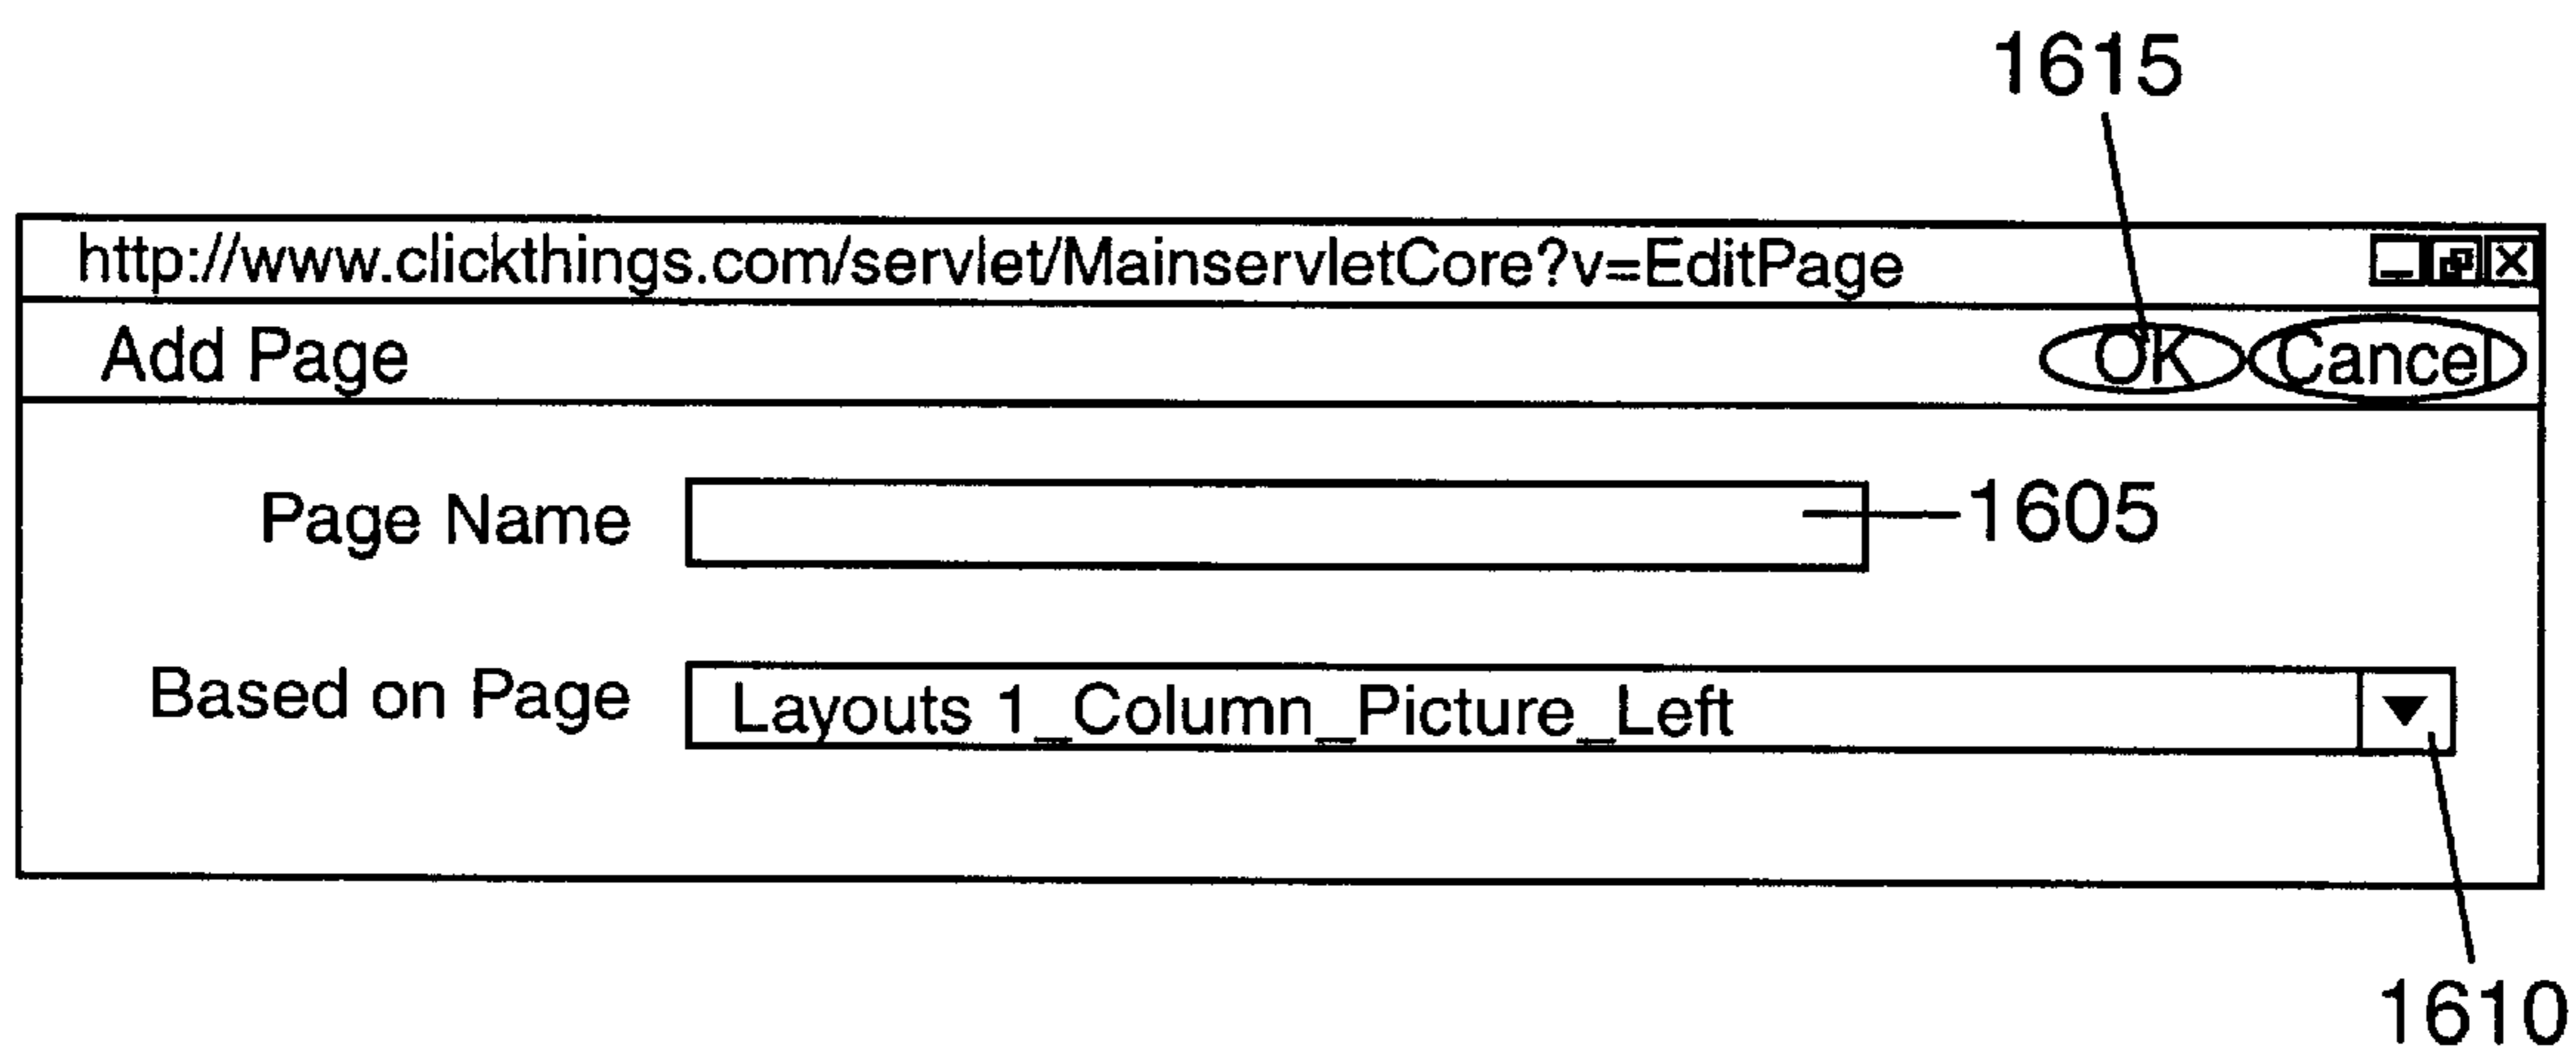 1615
http://www.clickthings.com/servlet/MainservletCore?v=EditPage
Add Page OK Cancel
Page Name 1605
Based on Page Layouts 1_Column_Picture_Left
1610